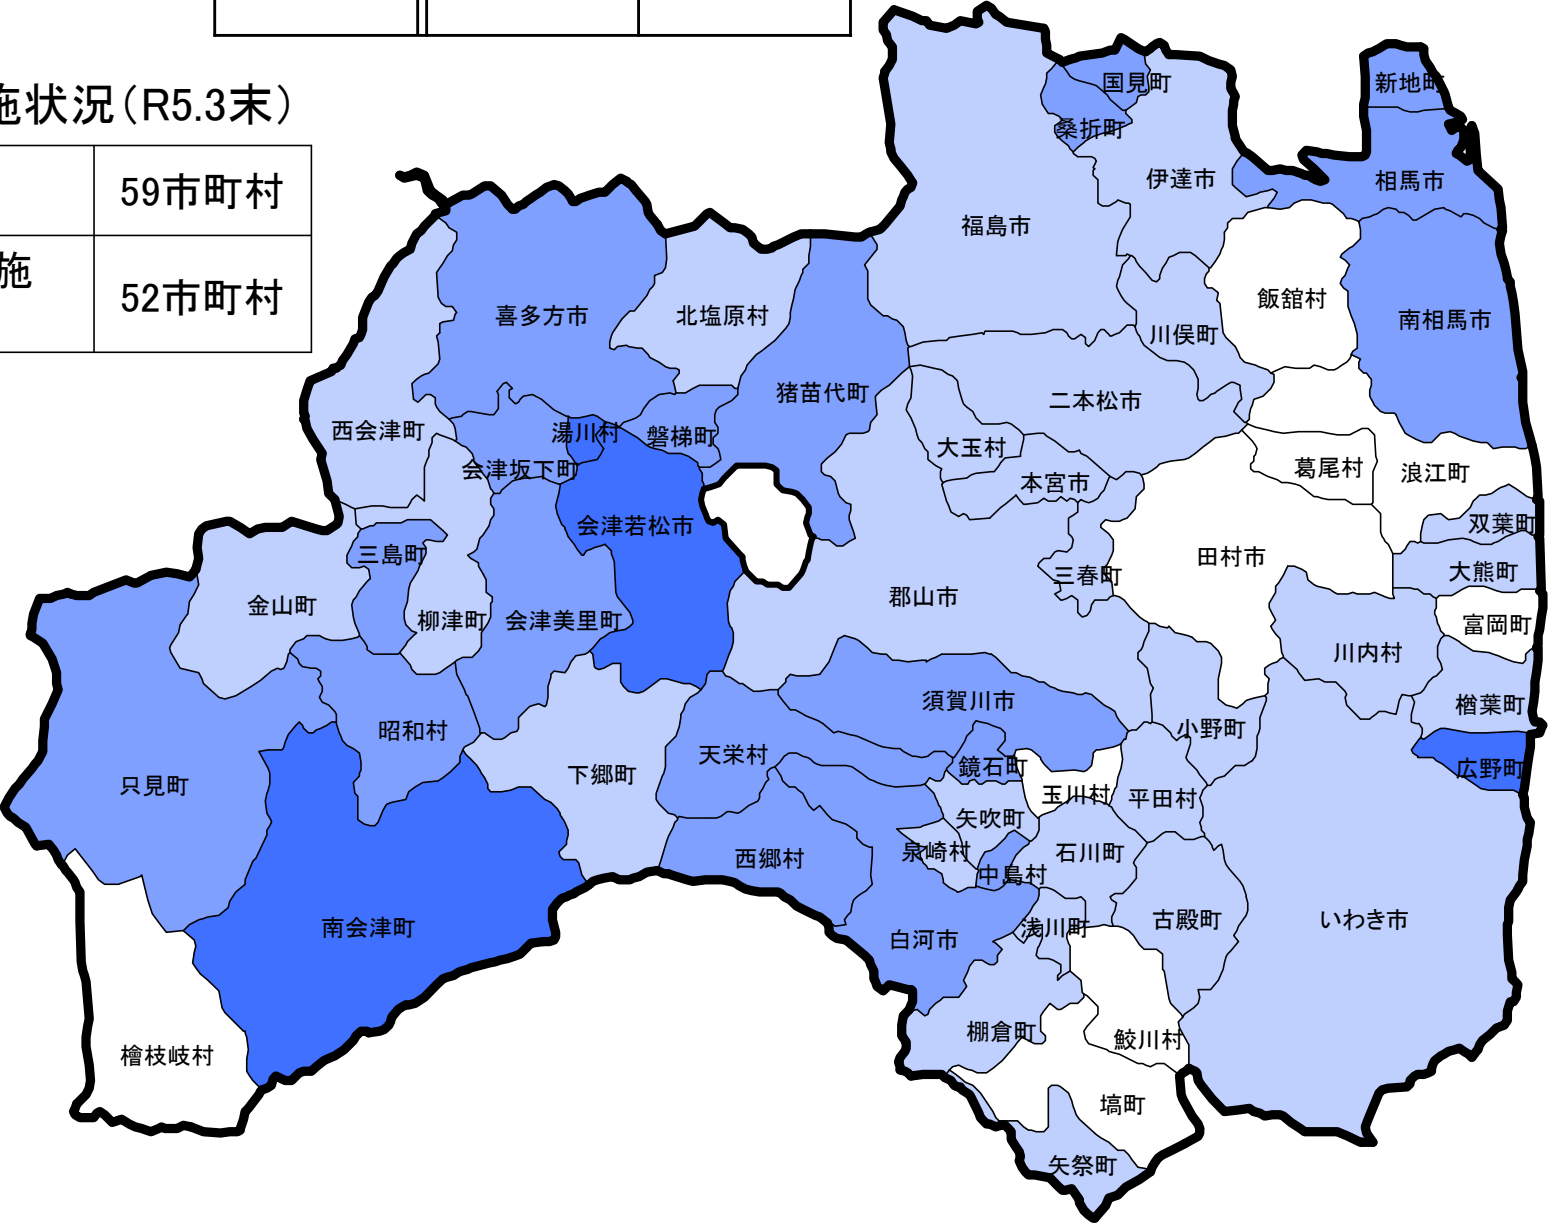 施状況（R5.3末）
59市町村
施
52市町村
国見町
新地町
桑折町
伊達市
相馬市
福島市
飯舘村
喜多方市
北塩原村
南相馬市
川俣町
猪苗代町
二本松市
西会津町
湯川村
磐梯町
大玉村
会津坂下町
葛尾村
浪江町
本宮市
会津若松市
双葉町
三島町
田村市
大熊町
三春町
金山町
郡山市
柳津町
会津美里町
富岡町
川内村
須賀川市
楢葉町
昭和村
小野町
天栄村
鏡石町
広野町
下郷町
只見町
玉川村
平田村
矢吹町
泉崎村
石川町
西郷村
中島村
南会津町
浅川町
古殿町
いわき市
白河市
棚倉町
鮫川村
檜枝岐村
塙町
矢祭町